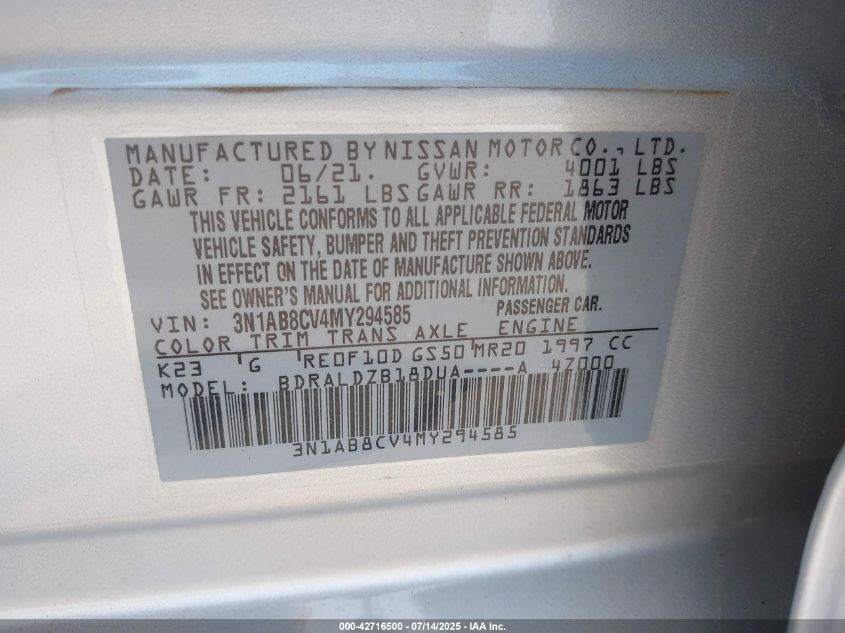 MANUFACTURED BY NISSAN MOTOR CO., LTD.
DATE: 06/21. GVWR: 4001 LBS
GAWR FR: 2161 LBS GAWR RR: 1863 LBS
THIS VEHICLE CONFORMS TO ALL APPLICABLE FEDERAL MOTOR
VEHICLE SAFETY, BUMPER AND THEFT PREVENTION STANDARDS
IN EFFECT ON THE DATE OF MANUFACTURE SHOWN ABOVE.
SEE OWNER'S MANUAL FOR ADDITIONAL INFORMATION.
VIN: 3N1AB8CV4MY294585 PASSENGER CAR.
COLOR TRIM TRANS AXLE ENGINE
K23 G RE0F10D GS50 MR20 1997 CC
MODEL: BDRALDZB18DUA----A 47000
3N1AB8CV4MY294585
000-42716500 - 07/14/2025 - IAA Inc.